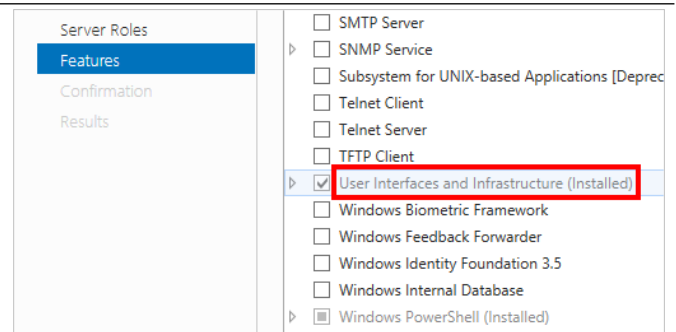 Server Roles
Features
Confirmation
Results
SMTP Server
SNMP Service
Subsystem for UNIX-based Applications [Deprec
Telnet Client
Telnet Server
TFTP Client
User Interfaces and Infrastructure (Installed)
Windows Biometric Framework
Windows Feedback Forwarder
Windows Identity Foundation 3.5
Windows Internal Database
Windows PowerShell (Installed)